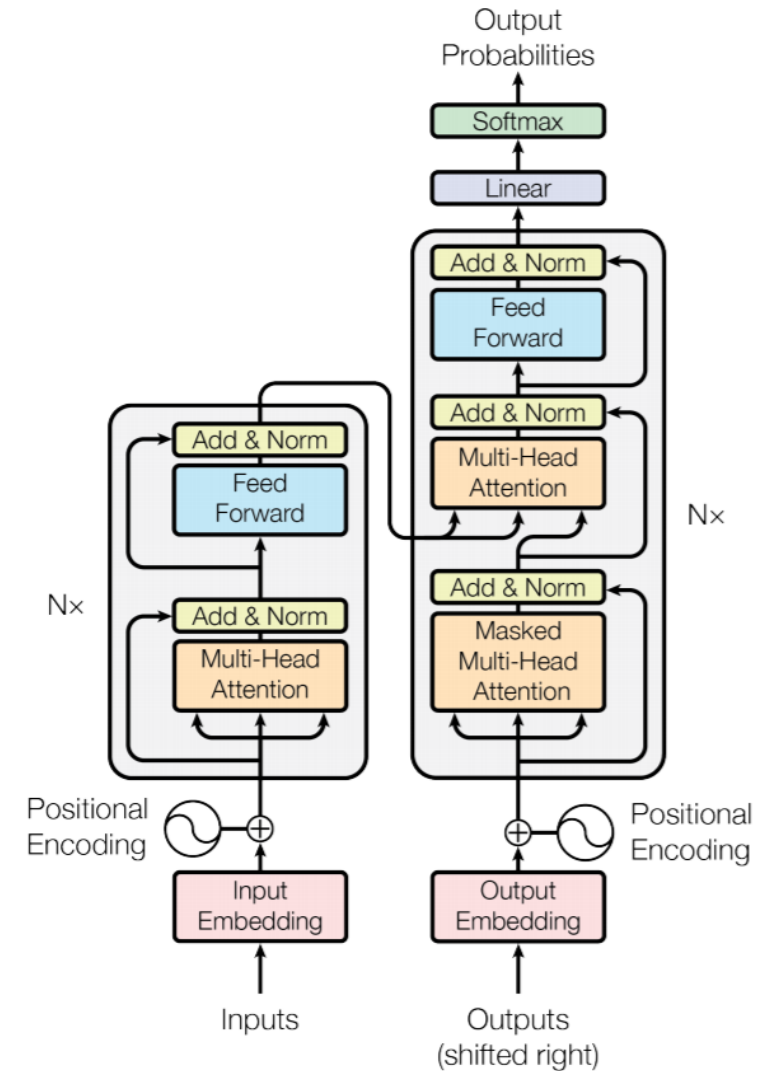 Output
Probabilities
Softmax
Linear
Add & Norm
Feed
Forward
Add & Norm
Multi-Head
Attention
Nx
Add & Norm
Masked
Multi-Head
Attention
Add & Norm
Feed
Forward
Nx
Add & Norm
Multi-Head
Attention
Positional
Encoding
Positional
Encoding
Input
Embedding
Output
Embedding
Inputs
Outputs
(shifted right)